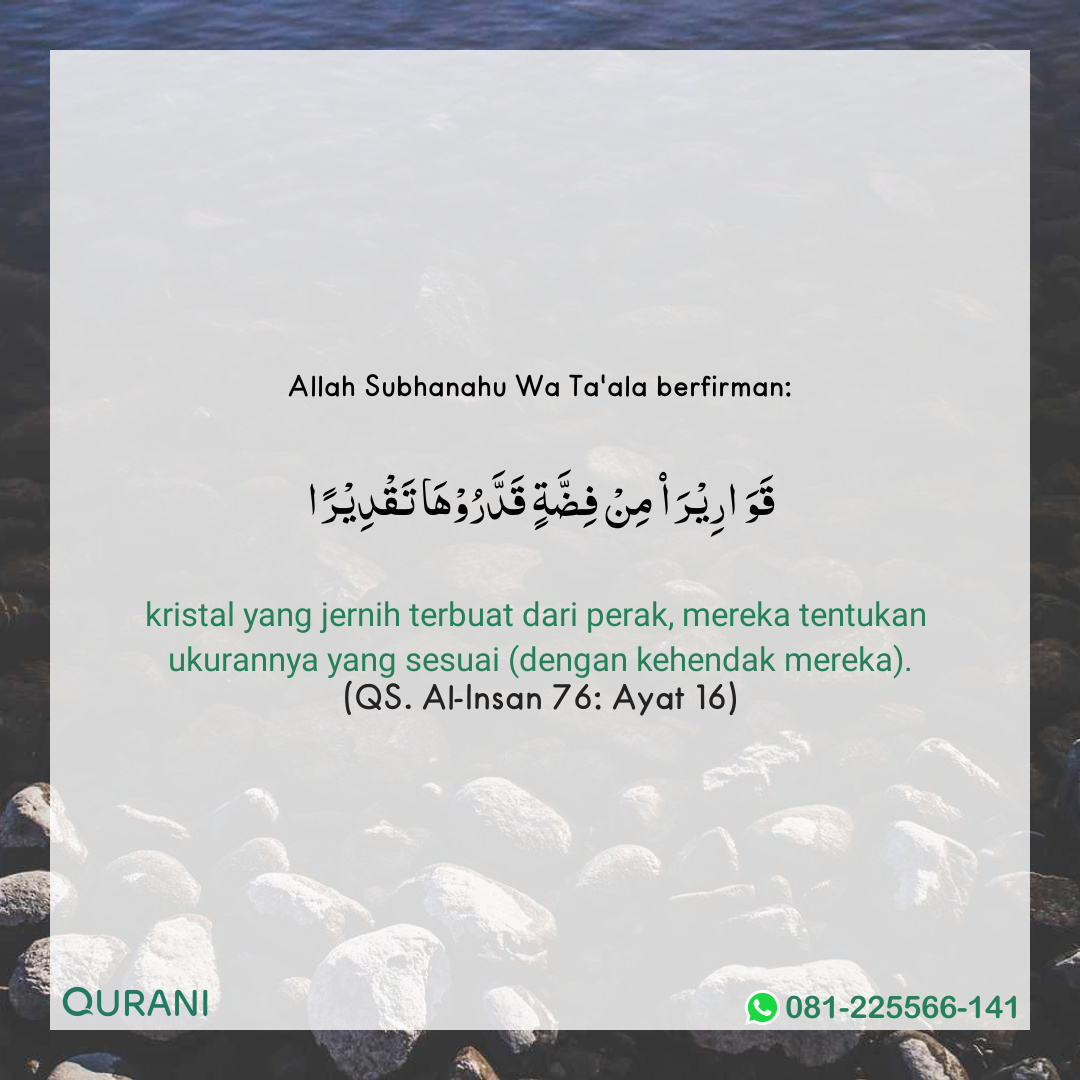 Allah Subhanahu Wa Ta'ala berfirman:
قَوَا۟رِيْرَا۟ مِنْ فِضَّةٍ قَدَّرُوْهَا تَقْدِيْرًا
kristal yang jernih terbuat dari perak, mereka tentukan
ukurannya yang sesuai (dengan kehendak mereka).
(QS. Al-Insan 76: Ayat 16)
QURANI
081-225566-141